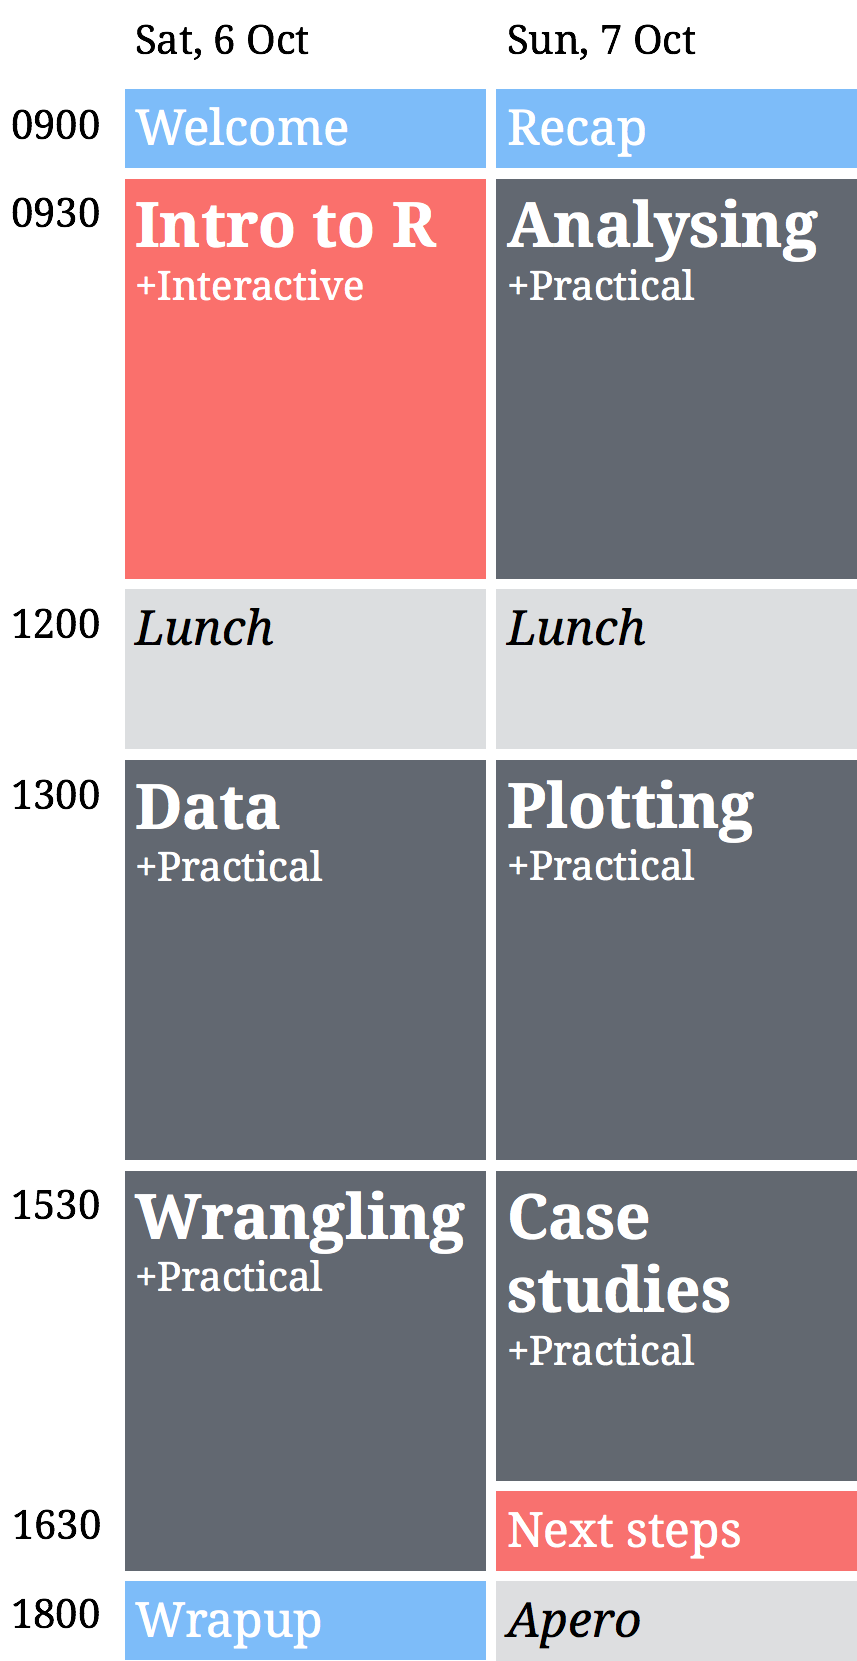 Sat, 6 Oct Sun, 7 Oct
0900 Welcome Recap
0930 Intro to R Analysing
+Interactive +Practical
1200 Lunch Lunch
1300 Data Plotting
+Practical +Practical
1530 Wrangling Case
+Practical studies
+Practical
1630 Next steps
1800 Wrapup Apero